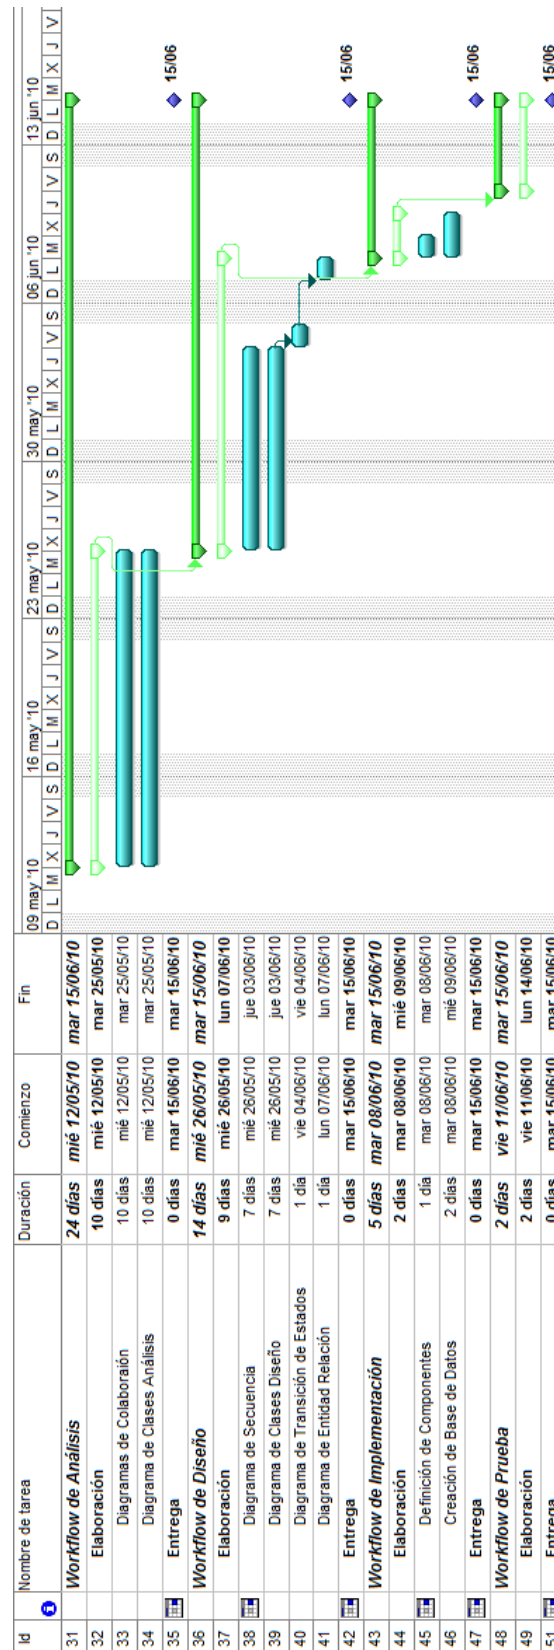 Id Nombre de tarea Duración Comienzo Fin 09 may '10 16 may '10 23 may '10 30 may '10 06 jun '10 13 jun '10
D L M X J V S D L M X J V S D L M X J V S D L M X J V S D L M X J V S D L M X J V
31 Workflow de Análisis 24 días mié 12/05/10 mar 15/06/10
32 Elaboración 10 días mié 12/05/10 mar 25/05/10
33 Diagramas de Colaboraión 10 días mié 12/05/10 mar 25/05/10
34 Diagrama de Clases Análisis 10 días mié 12/05/10 mar 25/05/10
35 Entrega 0 días mar 15/06/10 mar 15/06/10 15/06
36 Workflow de Diseño 14 días mié 26/05/10 mar 15/06/10
37 Elaboración 9 días mié 26/05/10 lun 07/06/10
38 Diagrama de Secuencia 7 días mié 26/05/10 jue 03/06/10
39 Diagrama de Clases Diseño 7 días mié 26/05/10 jue 03/06/10
40 Diagrama de Transición de Estados 1 día vie 04/06/10 vie 04/06/10
41 Diagrama de Entidad Relación 1 día lun 07/06/10 lun 07/06/10
42 Entrega 0 días mar 15/06/10 mar 15/06/10 15/06
43 Workflow de Implementación 5 días mar 08/06/10 mar 15/06/10
44 Elaboración 2 días mar 08/06/10 mié 09/06/10
45 Definición de Componentes 1 día mar 08/06/10 mar 08/06/10
46 Creación de Base de Datos 2 días mar 08/06/10 mié 09/06/10
47 Entrega 0 días mar 15/06/10 mar 15/06/10 15/06
48 Workflow de Prueba 2 días vie 11/06/10 mar 15/06/10
49 Elaboración 2 días vie 11/06/10 lun 14/06/10
51 Entrega 0 días mar 15/06/10 mar 15/06/10 15/06